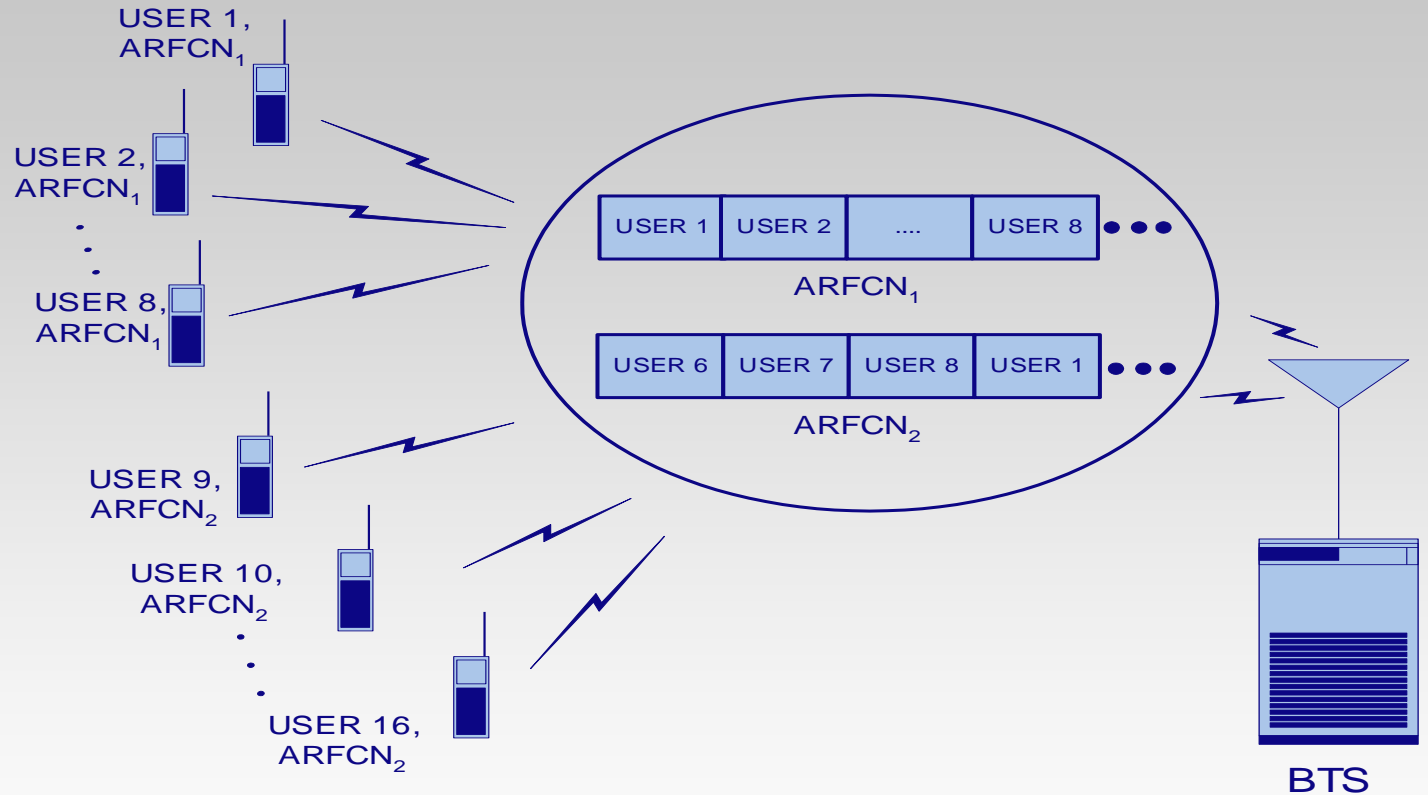 USER 1,
ARFCN₁
USER 2,
ARFCN₁
USER 8,
ARFCN₁
USER 9,
ARFCN₂
USER 10,
ARFCN₂
USER 16,
ARFCN₂
USER 1 USER 2 .... USER 8
ARFCN₁
USER 6 USER 7 USER 8 USER 1
ARFCN₂
BTS